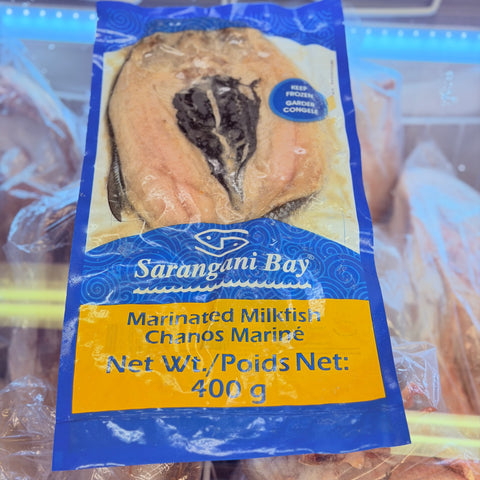 KEEP
FROZEN
GARDER
CONGELÉ
Sarangani Bay®
Marinated Milkfish
Chanos Mariné
Net Wt./Poids Net:
400 g